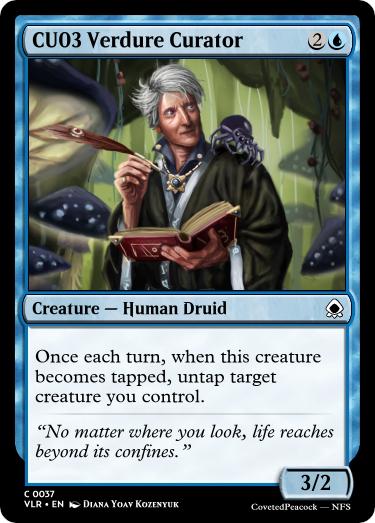 CU03 Verdure Curator
2
Creature — Human Druid
Once each turn, when this creature
becomes tapped, untap target
creature you control.
“No matter where you look, life reaches
beyond its confines.”
3/2
C 0037
VLR • EN Diana Yoav Kozenyuk
CovetedPeacock — NFS